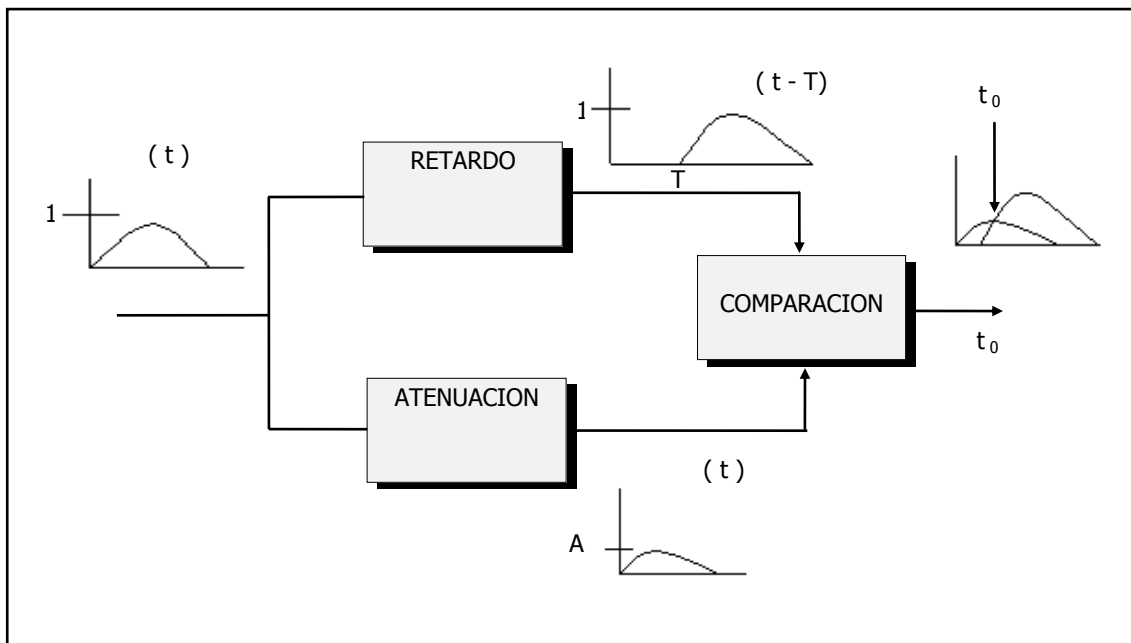 ( t )
1
RETARDO
1
( t - T)
T
t₀
COMPARACION
t₀
ATENUACION
( t )
A